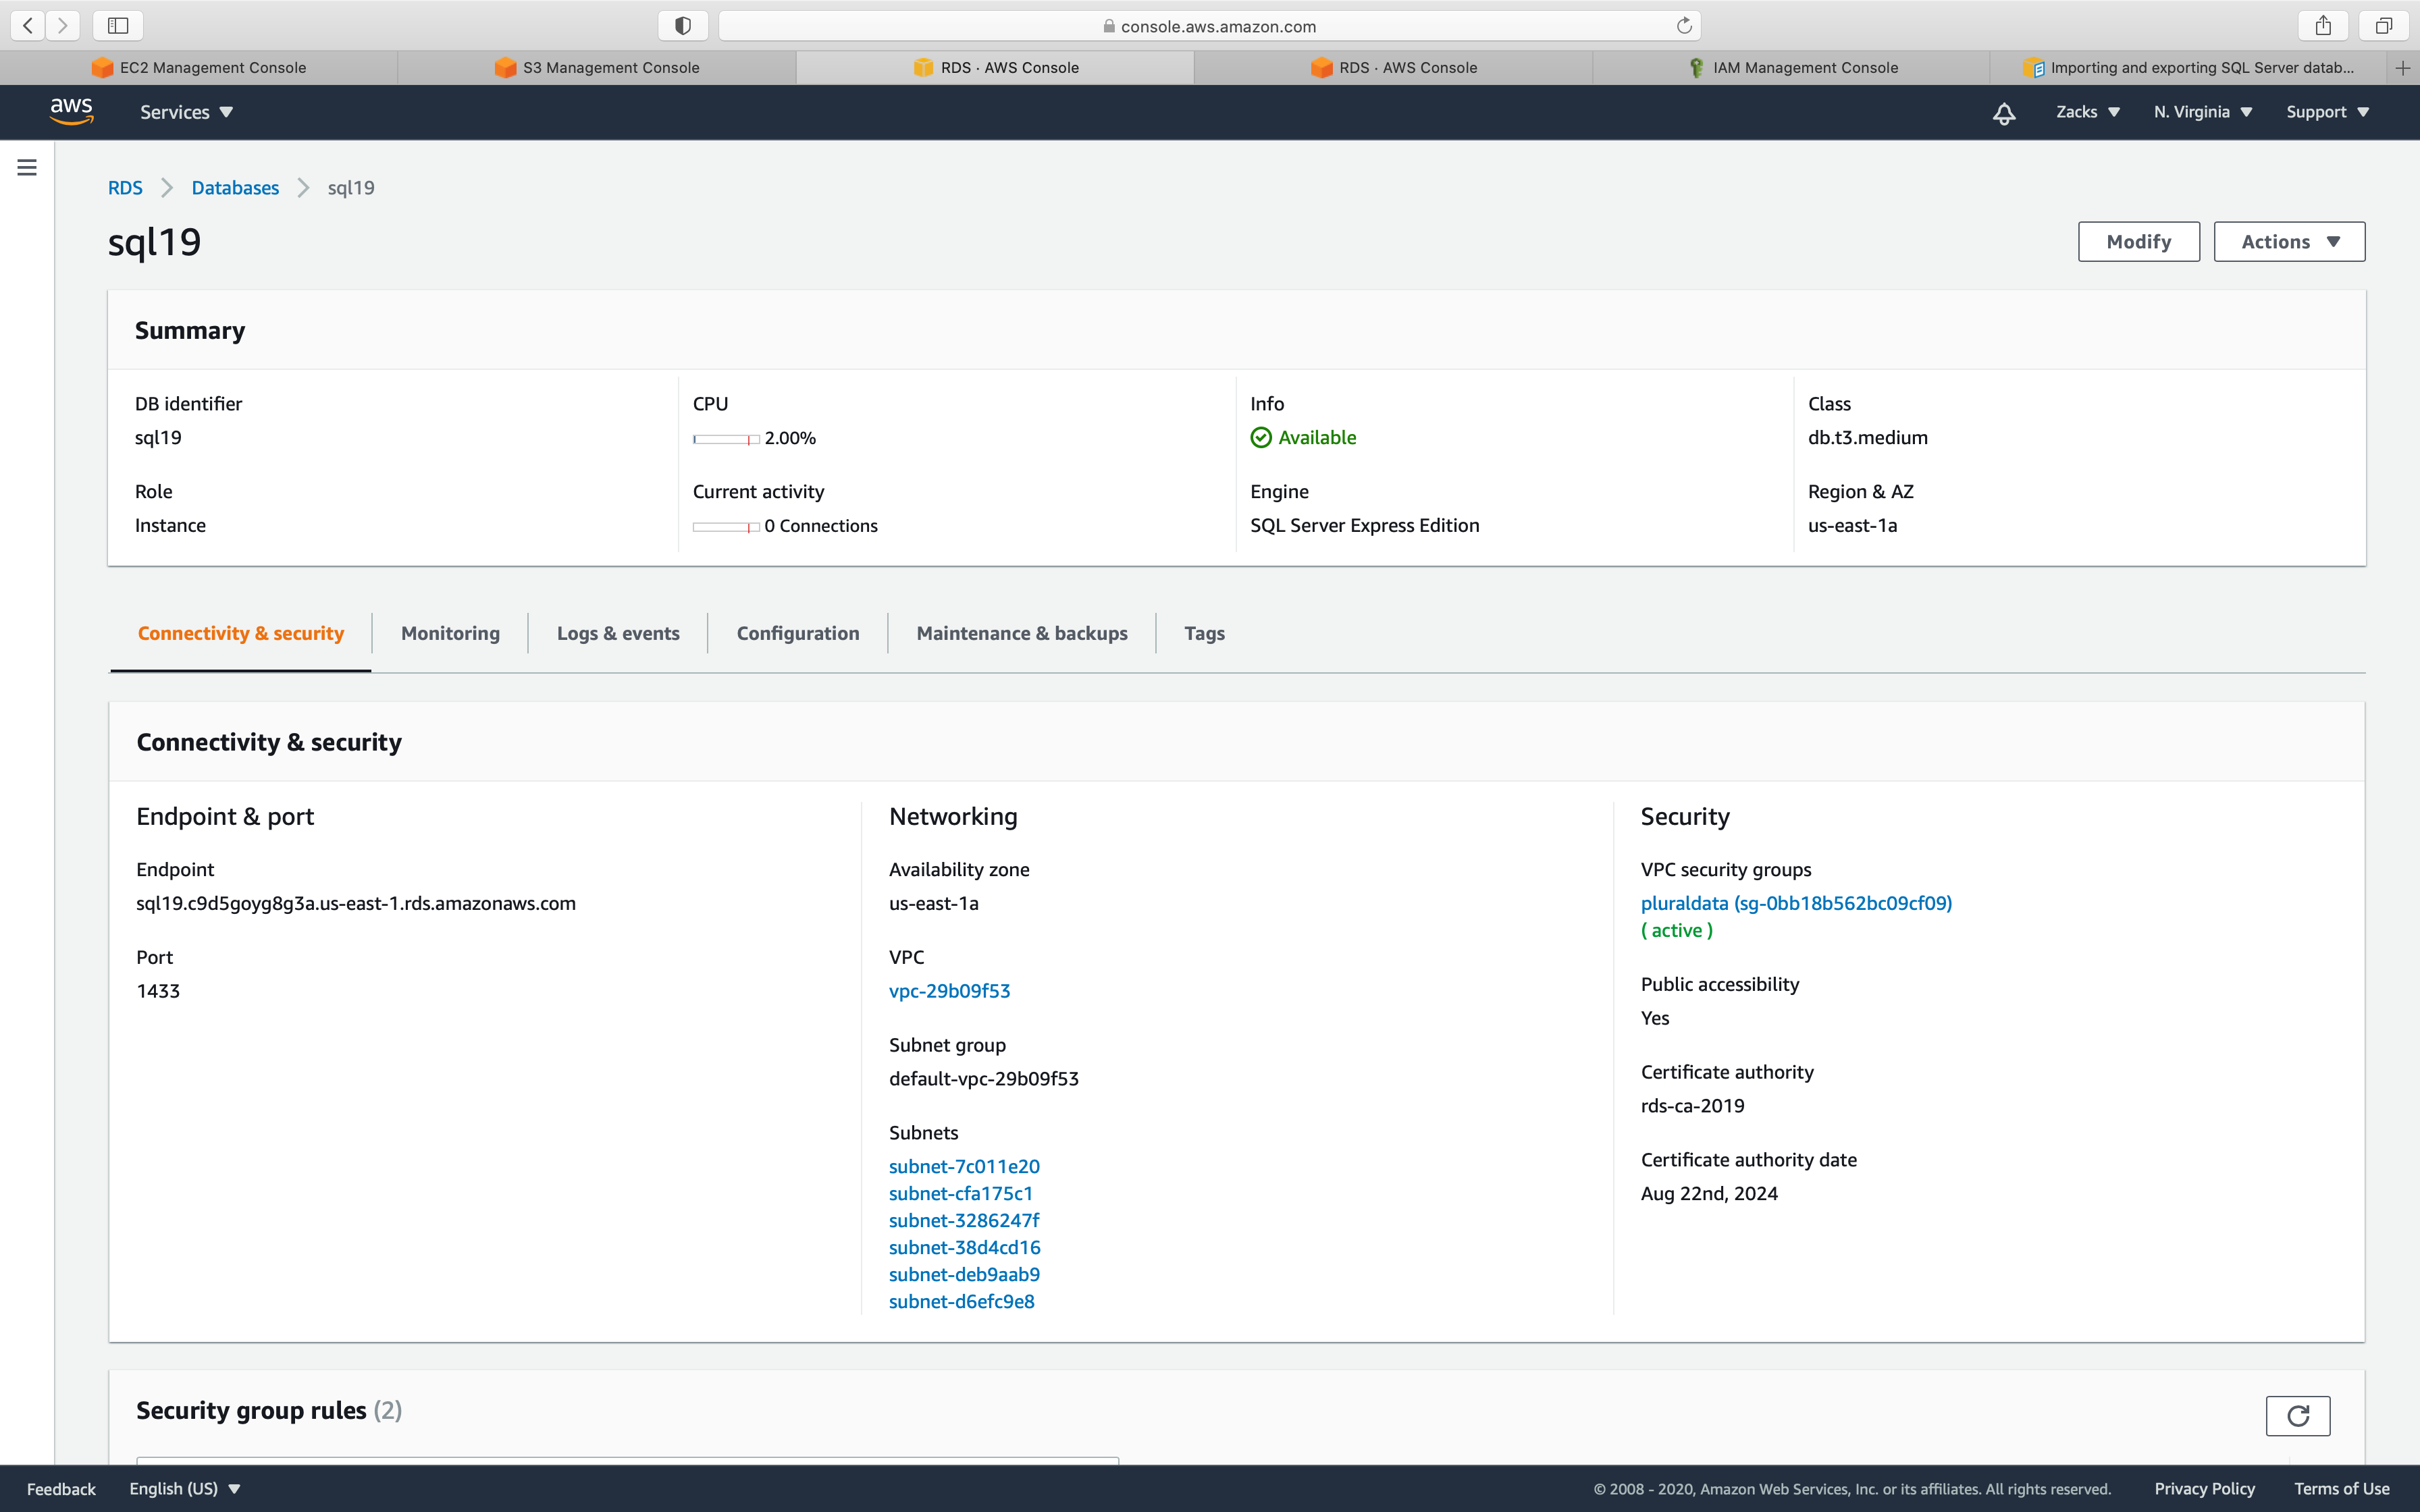 console.aws.amazon.com
EC2 Management Console
S3 Management Console
RDS · AWS Console
RDS · AWS Console
IAM Management Console
Importing and exporting SQL Server datab...
aws
Services
Zacks
N. Virginia
Support
RDS
Databases
sql19
sql19
Modify
Actions
Summary
DB identifier
sql19
CPU
2.00%
Info
Available
Class
db.t3.medium
Role
Instance
Current activity
0 Connections
Engine
SQL Server Express Edition
Region & AZ
us-east-1a
Connectivity & security
Monitoring
Logs & events
Configuration
Maintenance & backups
Tags
Connectivity & security
Endpoint & port
Endpoint
sql19.c9d5goyg8g3a.us-east-1.rds.amazonaws.com
Port
1433
Networking
Availability zone
us-east-1a
VPC
vpc-29b09f53
Subnet group
default-vpc-29b09f53
Subnets
subnet-7c011e20
subnet-cfa175c1
subnet-3286247f
subnet-38d4cd16
subnet-deb9aab9
subnet-d6efc9e8
Security
VPC security groups
pluraldata (sg-0bb18b562bc09cf09)
( active )
Public accessibility
Yes
Certificate authority
rds-ca-2019
Certificate authority date
Aug 22nd, 2024
Security group rules (2)
Feedback
English (US)
© 2008 - 2020, Amazon Web Services, Inc. or its affiliates. All rights reserved.
Privacy Policy
Terms of Use